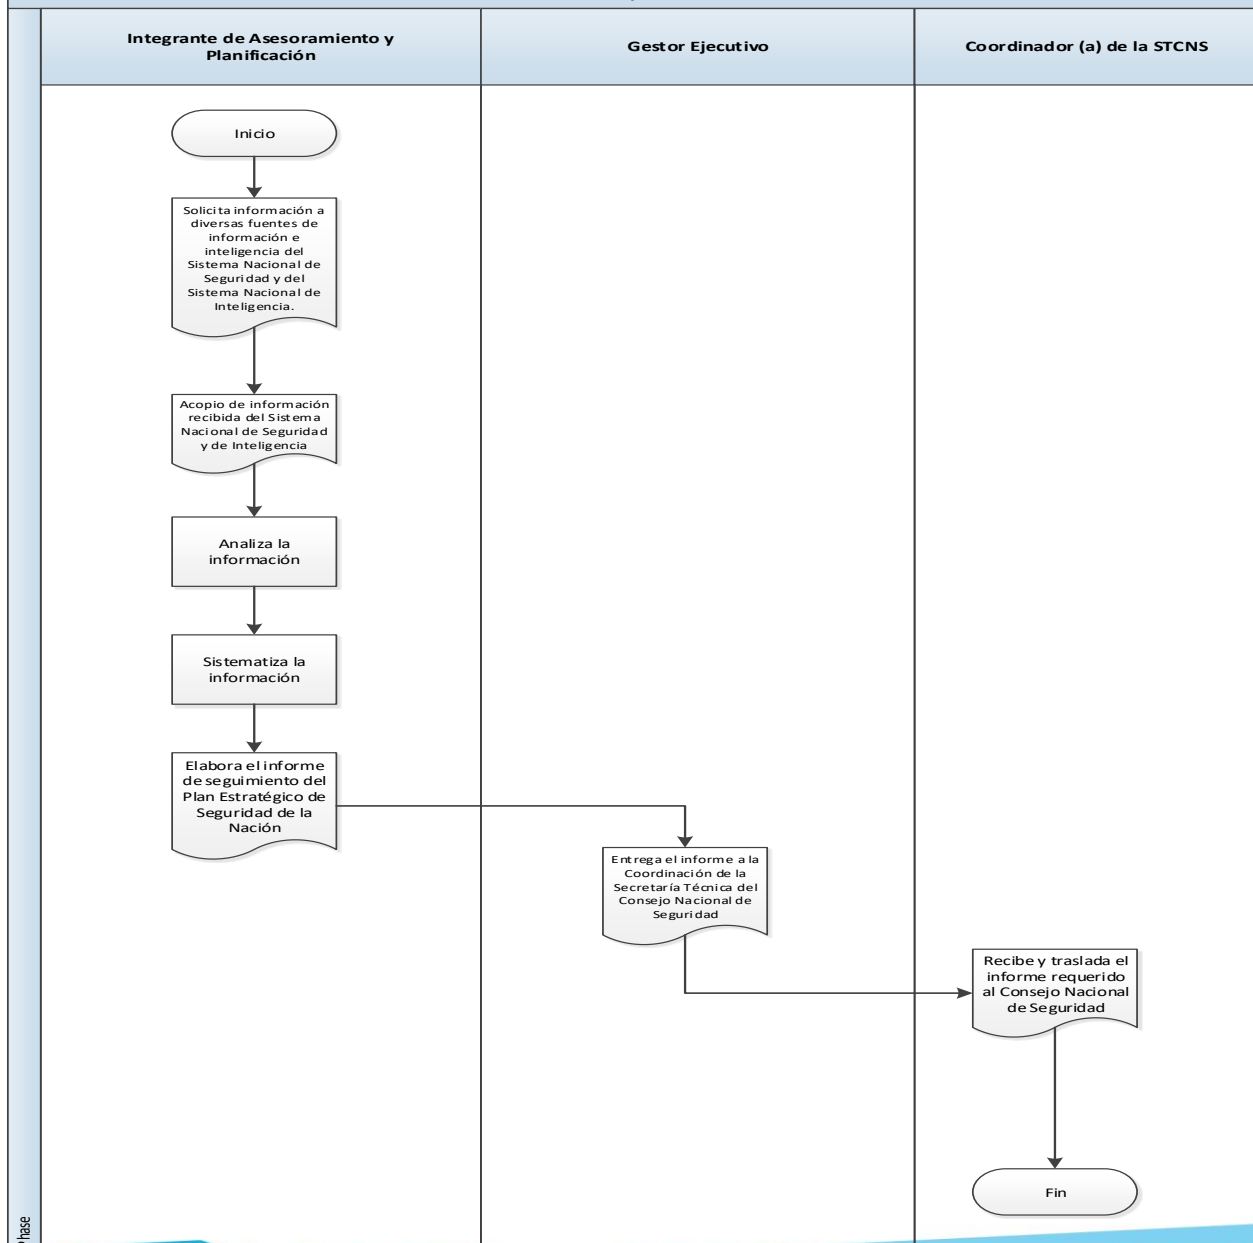 Integrante de Asesoramiento y
Planificación
Gestor Ejecutivo
Coordinador (a) de la STCNS
Inicio
Solicita información a
diversas fuentes de
información e
inteligencia del
Sistema Nacional de
Seguridad y del
Sistema Nacional de
Inteligencia.
Acopio de información
recibida del Sistema
Nacional de Seguridad
y de Inteligencia
Analiza la
información
Sistematiza la
información
Elabora el informe
de seguimiento del
Plan Estratégico de
Seguridad de la
Nación
Entrega el informe a la
Coordinación de la
Secretaría Técnica del
Consejo Nacional de
Seguridad
Recibe y traslada el
informe requerido
al Consejo Nacional
de Seguridad
Fin
Phase